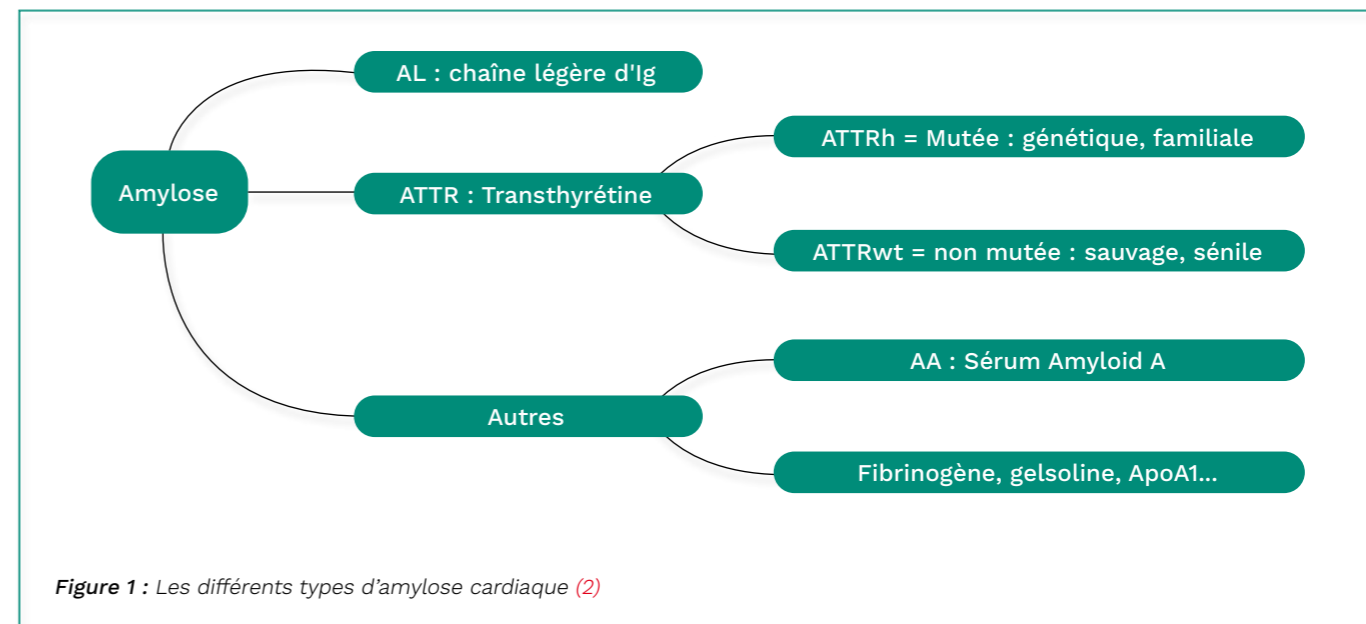 AL : chaîne légère d'Ig
ATTRh = Mutée : génétique, familiale
Amylose
ATTR : Transthyrétine
ATTRwt = non mutée : sauvage, sénile
AA : Sérum Amyloid A
Autres
Fibrinogène, gelsoline, ApoA1...
Figure 1 : Les différents types d’amylose cardiaque (2)